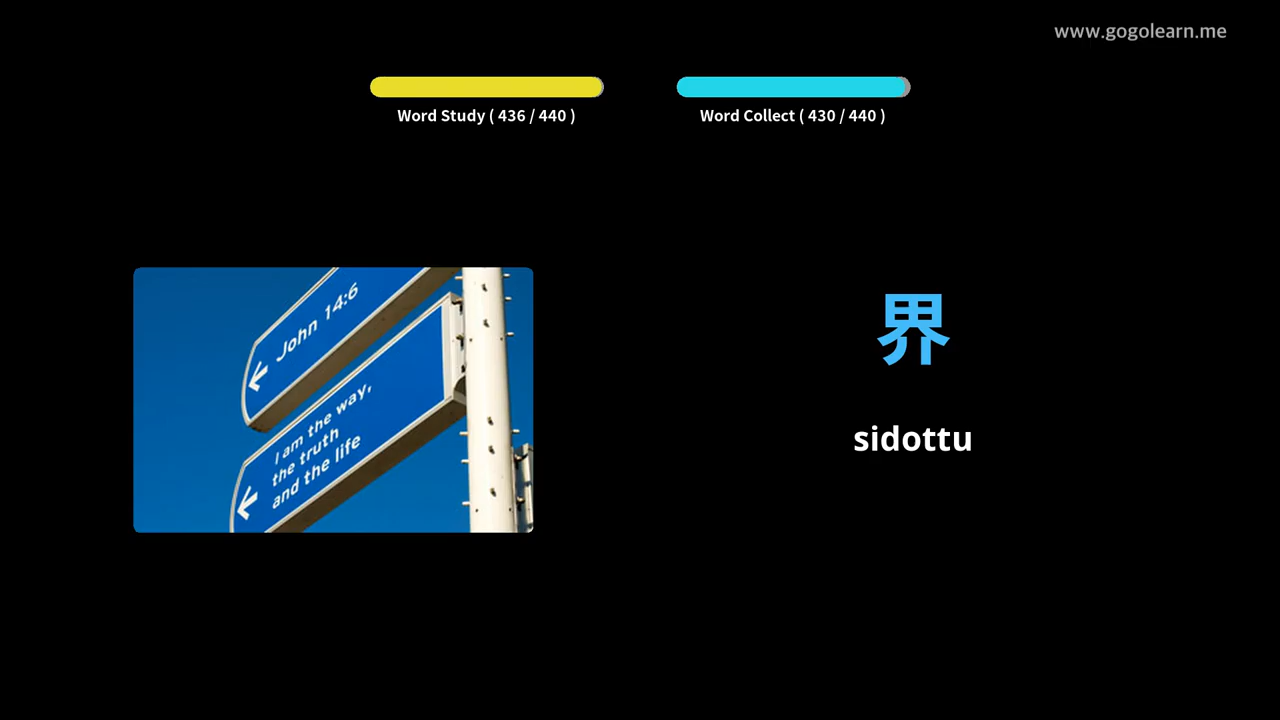 www.gogolearn.me
Word Study ( 436 / 440 )
Word Collect ( 430 / 440 )
John 14:6
I am the way,
the truth
and the life
界
sidottu